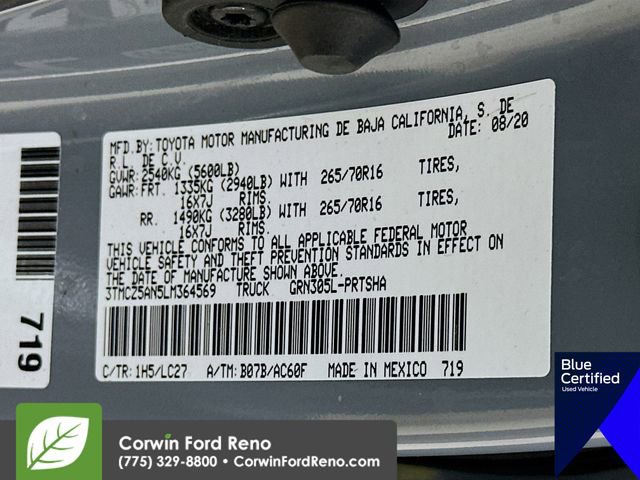 MFD. BY: TOYOTA MOTOR MANUFACTURING DE BAJA CALIFORNIA, S. DE
R.L. DE C.V. DATE: 08/20
GVWR: 2540KG (5600LB)
GAWR: FRT. 1335KG (2940LB) WITH 265/70R16 TIRES,
16X7J RIMS.
RR. 1490KG (3280LB) WITH 265/70R16 TIRES,
16X7J RIMS.
THIS VEHICLE CONFORMS TO ALL APPLICABLE FEDERAL MOTOR
VEHICLE SAFETY AND THEFT PREVENTION STANDARDS IN EFFECT ON
THE DATE OF MANUFACTURE SHOWN ABOVE.
3TMCZ5AN5LM364569 TRUCK GRN305L-PRTSHA
C/TR: 1H5/LC27 A/TM: B07B/AC60F MADE IN MEXICO 719
719
Blue
Certified
Used Vehicle
Corwin Ford Reno
(775) 329-8800 • CorwinFordReno.com